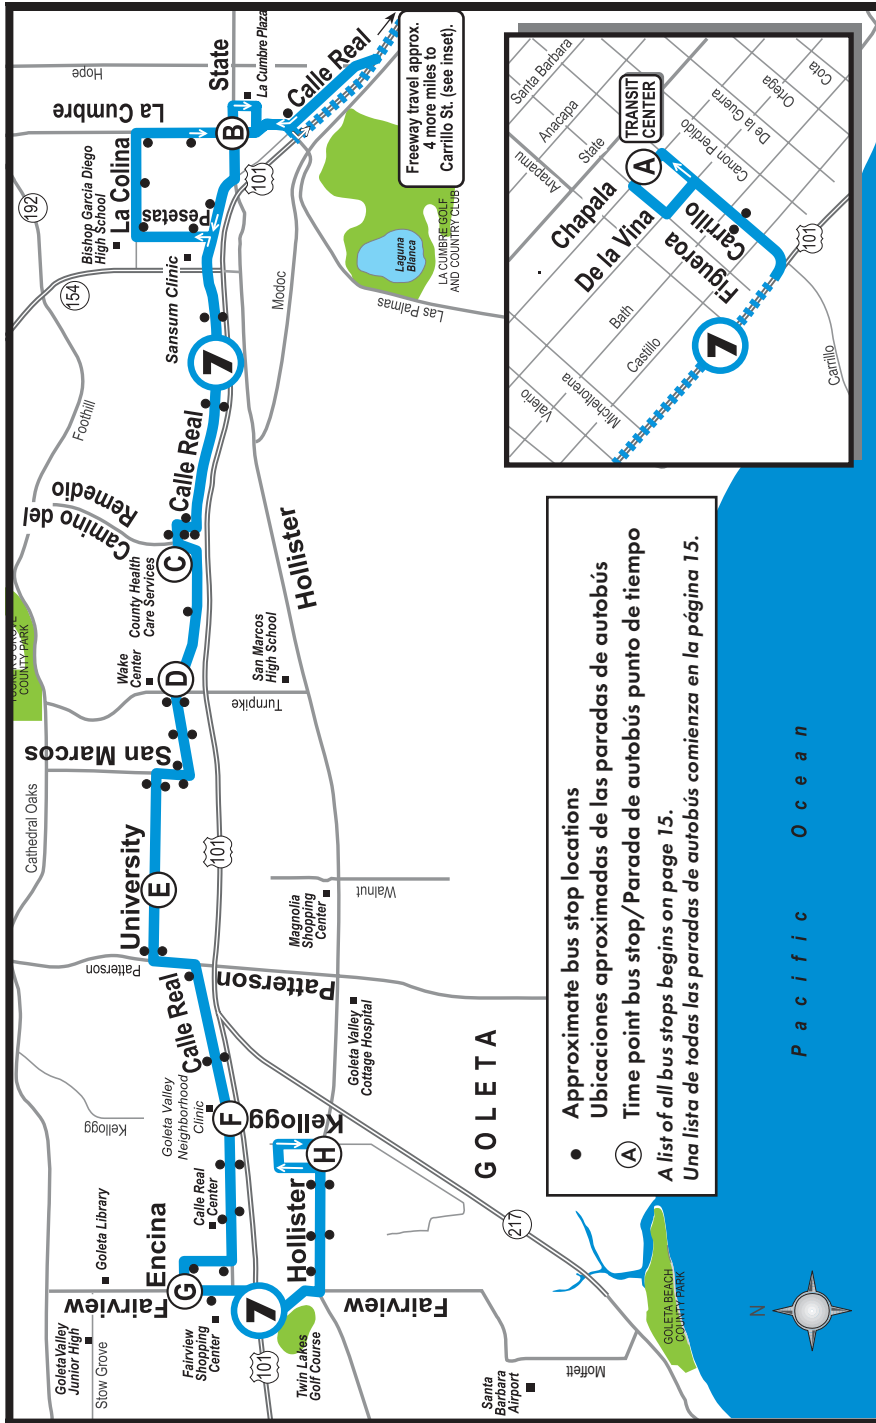 192
154
Foothill
Hope
La Cumbre
State
La Cumbre Plaza
Calle Real
Freeway travel approx.
4 more miles to
Carrillo St. (see inset).
Bishop Garcia Diego
High School
La Colina
Pesetas
B
101
Sansum Clinic
7
Modoc
Laguna
Blanca
LA CUMBRE GOLF
AND COUNTRY CLUB
Las Palmas
Calle Real
Camino del
Remedio
C
County Health
Care Services
Hollister
COUNTY PARK
Wake
Center
D
San Marcos
High School
Turnpike
San Marcos
Cathedral Oaks
University
E
101
Magnolia
Shopping
Center
Walnut
Patterson
Patterson
Calle Real
Goleta Valley
Cottage Hospital
Kellogg
Goleta Valley
Neighborhood
Clinic
F
Kellogg
H
Calle Real
Center
Hollister
Goleta Library
Encina
G
Fairview
Fairview
Goleta Valley
Junior High
Stow Grove
Fairview
Shopping
Center
7
101
Twin Lakes
Golf Course
217
GOLETA
Santa
Barbara
Airport
Moffett
GOLETA BEACH
COUNTY PARK
N
Pacific Ocean
Santa Barbara
Anacapa
State
Anapamu
Chapala
De la Vina
A
TRANSIT
CENTER
Cota
Ortega
De la Guerra
Canon Perdido
Carrillo
Figueroa
Bath
Castillo
Micheltorena
Valerio
7
101
Carrillo
Approximate bus stop locations
Ubicaciones aproximadas de las paradas de autobús
A Time point bus stop/Parada de autobús punto de tiempo
A list of all bus stops begins on page 15.
Una lista de todas las paradas de autobús comienza en la página 15.